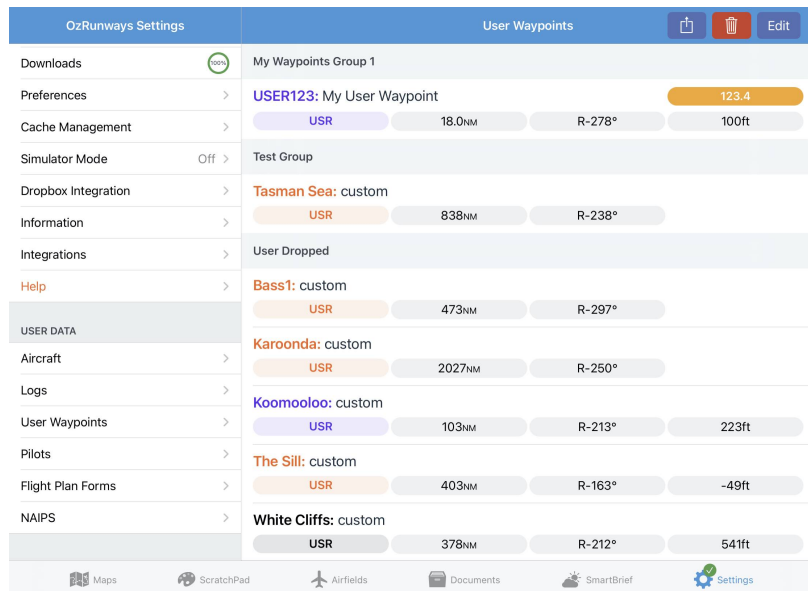 OzRunways Settings
User Waypoints
Edit
Downloads 100%
Preferences
Cache Management
Simulator Mode Off
Dropbox Integration
Information
Integrations
Help
USER DATA
Aircraft
Logs
User Waypoints
Pilots
Flight Plan Forms
NAIPS
My Waypoints Group 1
USER123: My User Waypoint 123.4
USR 18.0NM R-278° 100ft
Test Group
Tasman Sea: custom
USR 838NM R-238°
User Dropped
Bass1: custom
USR 473NM R-297°
Karoonda: custom
USR 2027NM R-250°
Koomooloo: custom
USR 103NM R-213° 223ft
The Sill: custom
USR 403NM R-163° -49ft
White Cliffs: custom
USR 378NM R-212° 541ft
Maps ScratchPad Airfields Documents SmartBrief Settings